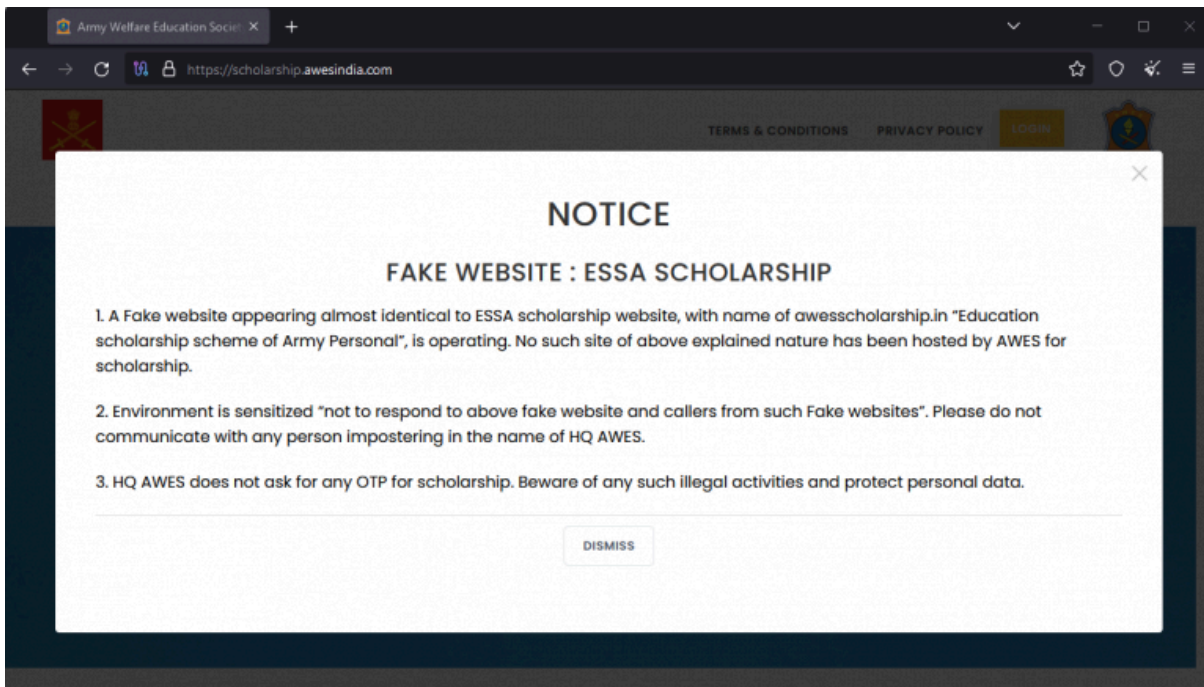 Army Welfare Education Societ
https://scholarship.awesindia.com
TERMS & CONDITIONS PRIVACY POLICY LOGIN
NOTICE
FAKE WEBSITE : ESSA SCHOLARSHIP
1. A Fake website appearing almost identical to ESSA scholarship website, with name of awesscholarship.in “Education
scholarship scheme of Army Personal”, is operating. No such site of above explained nature has been hosted by AWES for
scholarship.
2. Environment is sensitized “not to respond to above fake website and callers from such Fake websites”. Please do not
communicate with any person impostering in the name of HQ AWES.
3. HQ AWES does not ask for any OTP for scholarship. Beware of any such illegal activities and protect personal data.
DISMISS